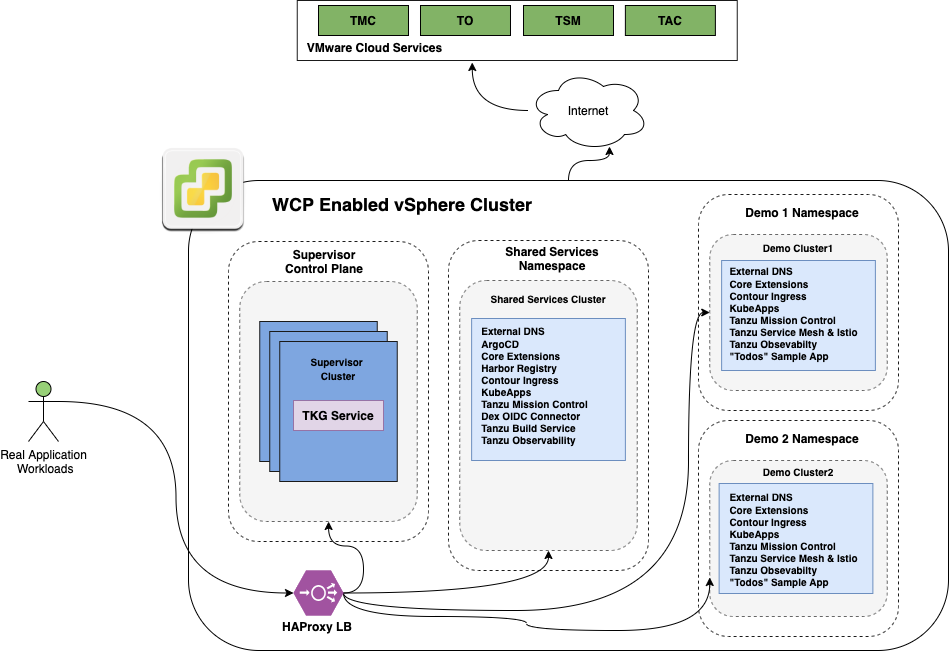 TMC
TO
TSM
TAC
VMware Cloud Services
Internet
WCP Enabled vSphere Cluster
Supervisor
Control Plane
Supervisor
Cluster
TKG Service
Shared Services
Namespace
Shared Services Cluster
External DNS
ArgoCD
Core Extensions
Harbor Registry
Contour Ingress
KubeApps
Tanzu Mission Control
Dex OIDC Connector
Tanzu Build Service
Tanzu Observability
Demo 1 Namespace
Demo Cluster1
External DNS
Core Extensions
Contour Ingress
KubeApps
Tanzu Mission Control
Tanzu Service Mesh & Istio
Tanzu Obsevabilty
"Todos" Sample App
Demo 2 Namespace
Demo Cluster2
External DNS
Core Extensions
Contour Ingress
KubeApps
Tanzu Mission Control
Tanzu Service Mesh & Istio
Tanzu Obsevabilty
"Todos" Sample App
Real Application
Workloads
HAProxy LB